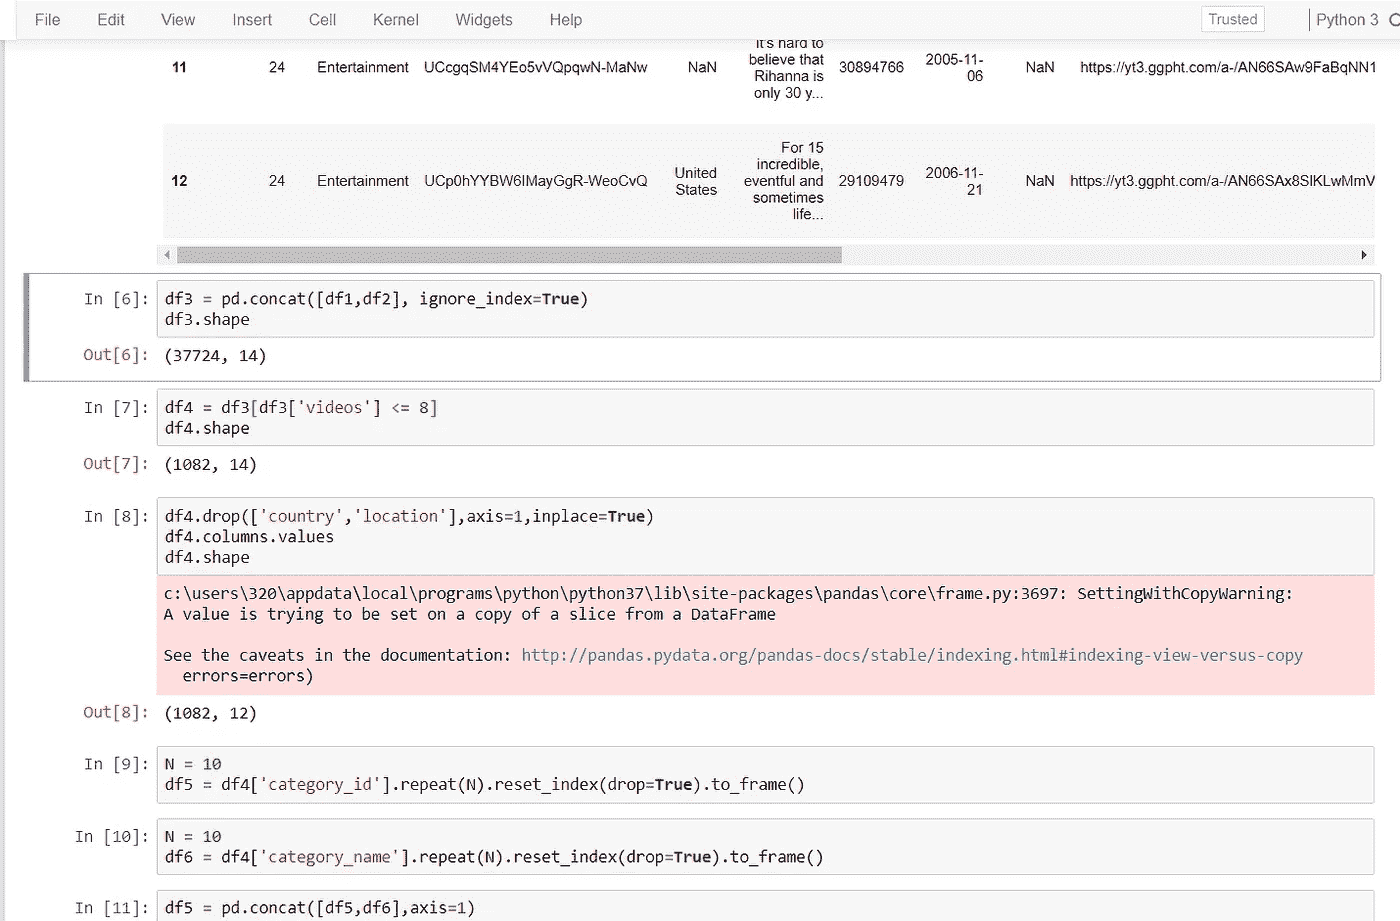 File Edit View Insert Cell Kernel Widgets Help Trusted Python 3
It's hard to
believe that
Rihanna is
only 30 y...
11 24 Entertainment UCcgqSM4YEo5vVQpqwN-MaNw NaN 30894766 2005-11-06 NaN https://yt3.ggpht.com/a-/AN66SAw9FaBqNN1
For 15
incredible,
eventful and
sometimes
life...
12 24 Entertainment UCp0hYYBW6IMayGgR-WeoCvQ United States 29109479 2006-11-21 NaN https://yt3.ggpht.com/a-/AN66SAx8SlKLwMmV
In [6]: df3 = pd.concat([df1,df2], ignore_index=True)
df3.shape
Out[6]: (37724, 14)
In [7]: df4 = df3[df3['videos'] <= 8]
df4.shape
Out[7]: (1082, 14)
In [8]: df4.drop(['country','location'],axis=1,inplace=True)
df4.columns.values
df4.shape
c:\users\320\appdata\local\programs\python\python37\lib\site-packages\pandas\core\frame.py:3697: SettingWithCopyWarning:
A value is trying to be set on a copy of a slice from a DataFrame
See the caveats in the documentation: http://pandas.pydata.org/pandas-docs/stable/indexing.html#indexing-view-versus-copy
errors=errors)
Out[8]: (1082, 12)
In [9]: N = 10
df5 = df4['category_id'].repeat(N).reset_index(drop=True).to_frame()
In [10]: N = 10
df6 = df4['category_name'].repeat(N).reset_index(drop=True).to_frame()
In [11]: df5 = pd.concat([df5,df6],axis=1)